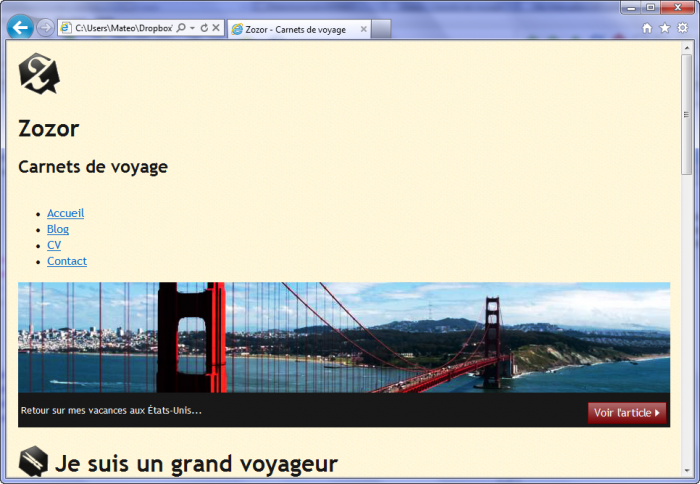 C:\Users\Mateo\Dropbox\
Zozor - Carnets de voyage
Zozor
Carnets de voyage
Accueil
Blog
CV
Contact
Retour sur mes vacances aux États-Unis...
Voir l'article
Je suis un grand voyageur